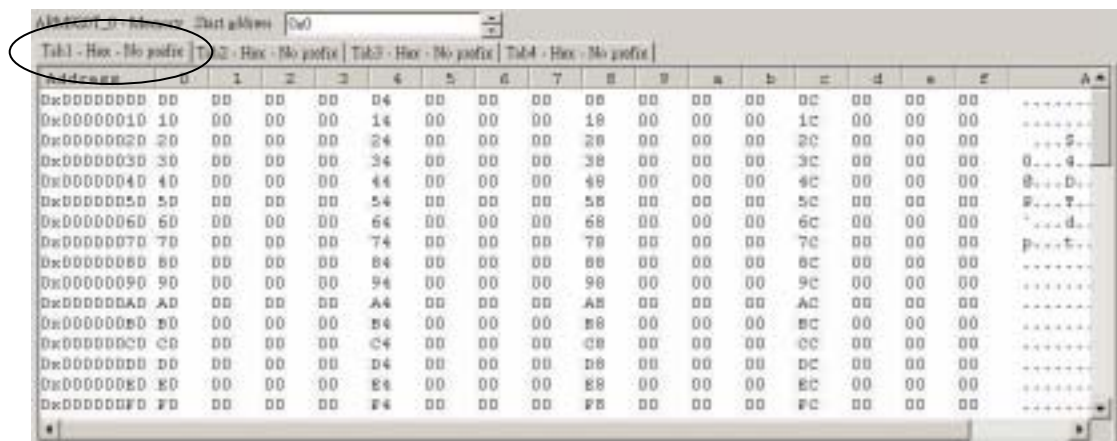 Start address 0x0
Tab1 - Hex - No prefix Tab2 - Hex - No prefix Tab3 - Hex - No prefix Tab4 - Hex - No prefix
Address 0 1 2 3 4 5 6 7 8 9 a b c d e f A
0x00000000 00 00 00 00 04 00 00 00 08 00 00 00 0C 00 00 00 .......
0x00000010 10 00 00 00 14 00 00 00 18 00 00 00 1C 00 00 00 .......
0x00000020 20 00 00 00 24 00 00 00 28 00 00 00 2C 00 00 00 ...$..
0x00000030 30 00 00 00 34 00 00 00 38 00 00 00 3C 00 00 00 0...4..
0x00000040 40 00 00 00 44 00 00 00 48 00 00 00 4C 00 00 00 @...D..
0x00000050 50 00 00 00 54 00 00 00 58 00 00 00 5C 00 00 00 P...T..
0x00000060 60 00 00 00 64 00 00 00 68 00 00 00 6C 00 00 00 `...d..
0x00000070 70 00 00 00 74 00 00 00 78 00 00 00 7C 00 00 00 p...t..
0x00000080 80 00 00 00 84 00 00 00 88 00 00 00 8C 00 00 00 .......
0x00000090 90 00 00 00 94 00 00 00 98 00 00 00 9C 00 00 00 .......
0x000000A0 A0 00 00 00 A4 00 00 00 A8 00 00 00 AC 00 00 00 .......
0x000000B0 B0 00 00 00 B4 00 00 00 B8 00 00 00 BC 00 00 00 .......
0x000000C0 C0 00 00 00 C4 00 00 00 C8 00 00 00 CC 00 00 00 .......
0x000000D0 D0 00 00 00 D4 00 00 00 D8 00 00 00 DC 00 00 00 .......
0x000000E0 E0 00 00 00 E4 00 00 00 E8 00 00 00 EC 00 00 00 .......
0x000000F0 F0 00 00 00 F4 00 00 00 F8 00 00 00 FC 00 00 00 .......